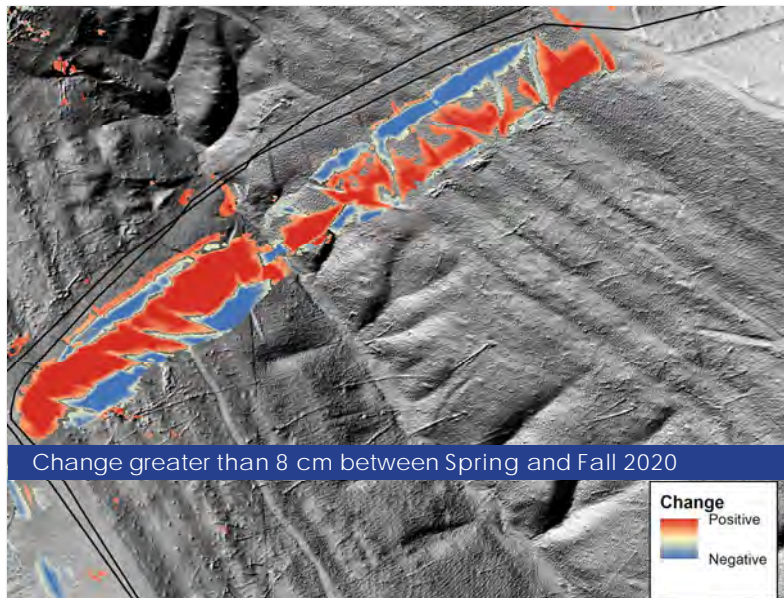 Change greater than 8 cm between Spring and Fall 2020
Change
Positive
Negative